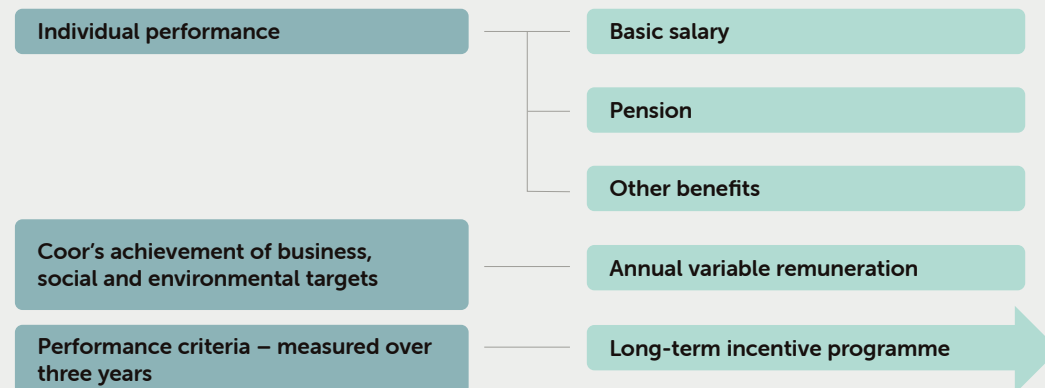 Individual performance
Basic salary
Pension
Other benefits
Coor’s achievement of business,
social and environmental targets
Annual variable remuneration
Performance criteria – measured over
three years
Long-term incentive programme